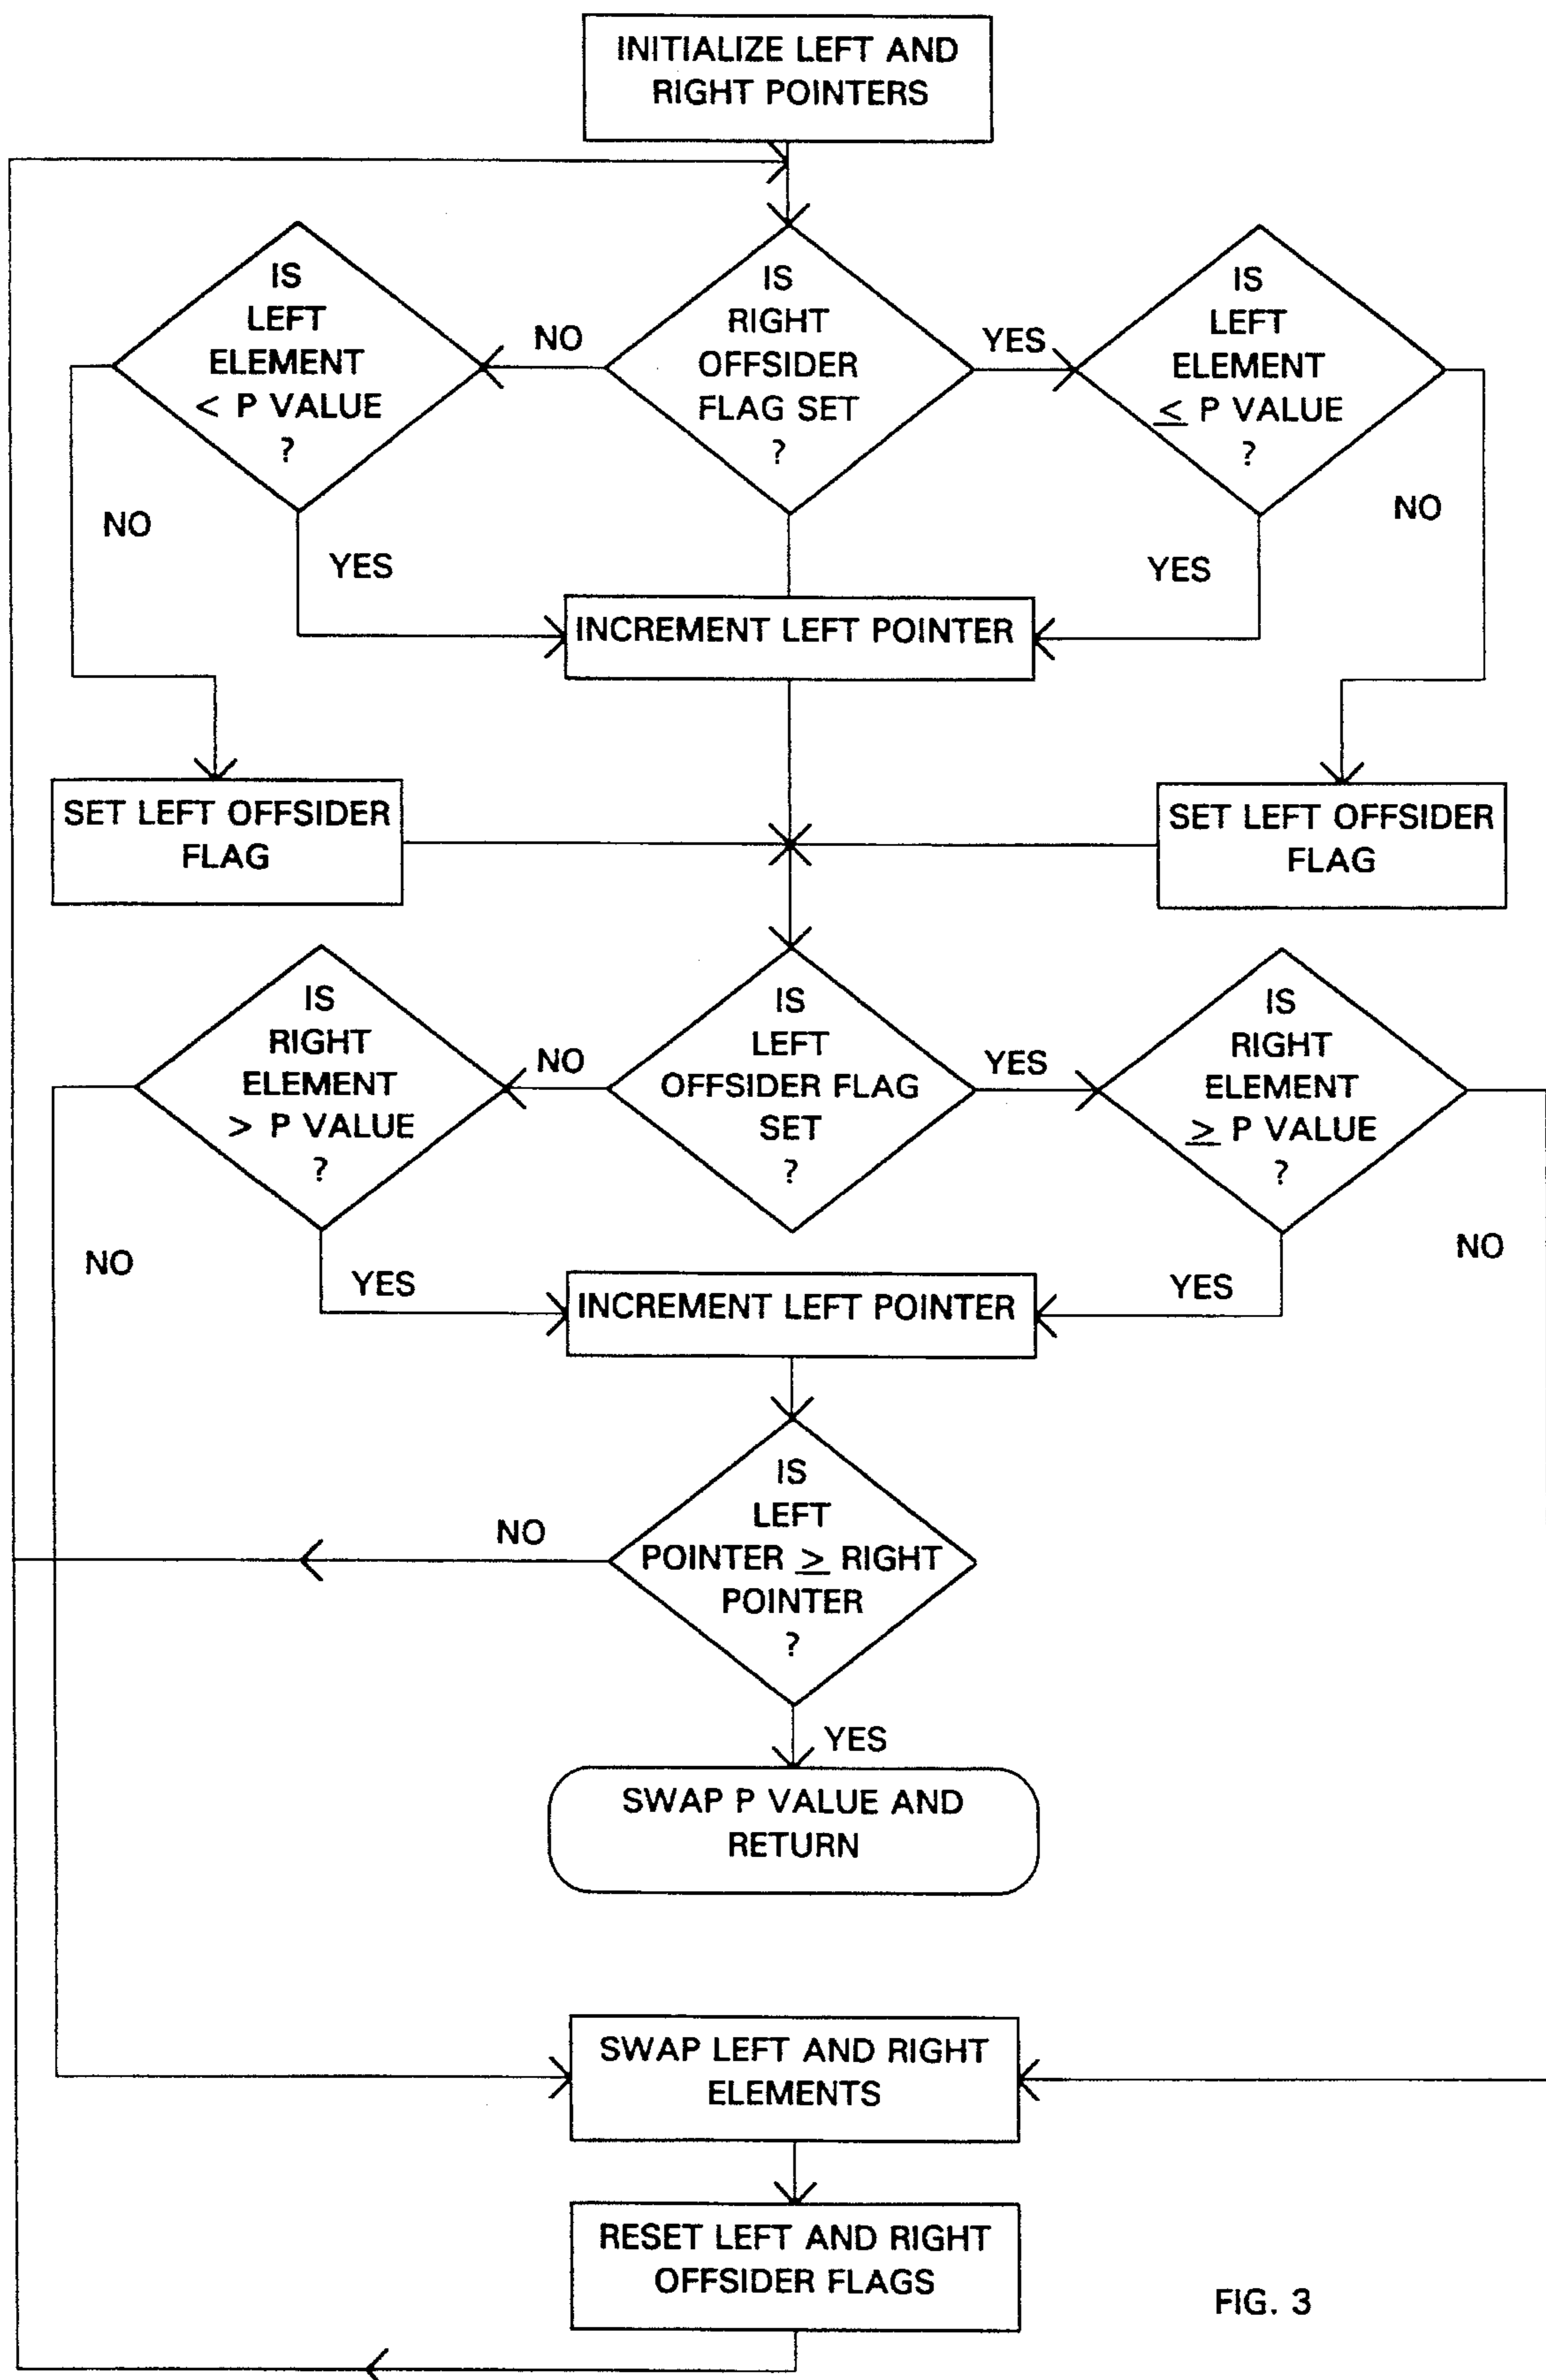 INITIALIZE LEFT AND
RIGHT POINTERS
IS
LEFT
ELEMENT
< P VALUE
?
NO
IS
RIGHT
OFFSIDER
FLAG SET
?
YES
IS
LEFT
ELEMENT
≤ P VALUE
?
NO
YES
YES
NO
INCREMENT LEFT POINTER
SET LEFT OFFSIDER
FLAG
SET LEFT OFFSIDER
FLAG
IS
RIGHT
ELEMENT
> P VALUE
?
NO
IS
LEFT
OFFSIDER FLAG
SET
?
YES
IS
RIGHT
ELEMENT
≥ P VALUE
?
NO
YES
YES
NO
INCREMENT LEFT POINTER
IS
LEFT
POINTER ≥ RIGHT
POINTER
?
NO
YES
SWAP P VALUE AND
RETURN
SWAP LEFT AND RIGHT
ELEMENTS
RESET LEFT AND RIGHT
OFFSIDER FLAGS
FIG. 3